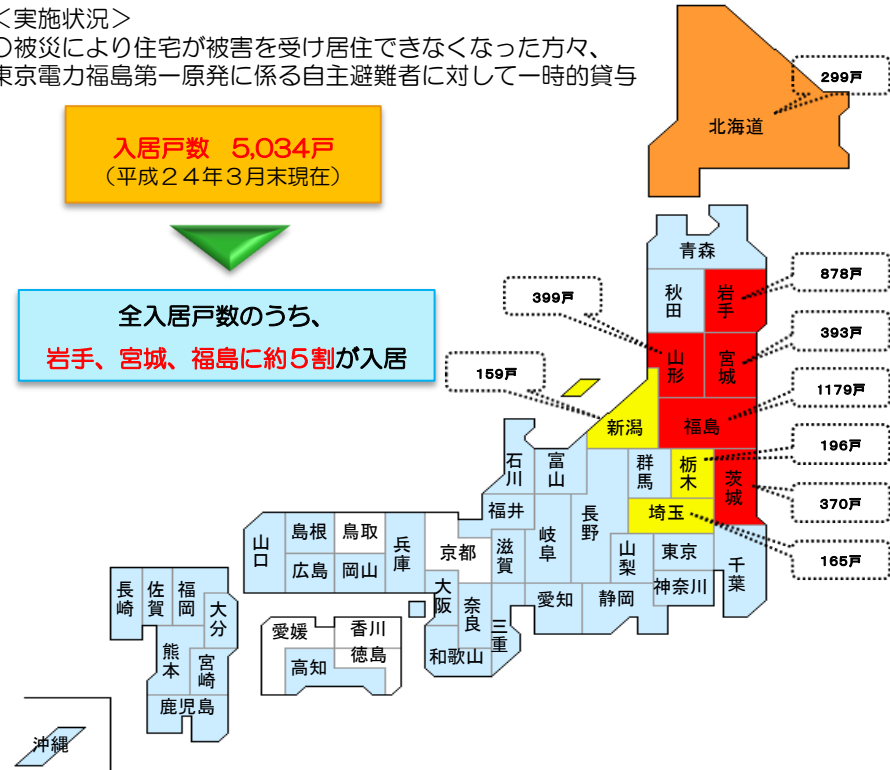 ＜実施状況＞
〇被災により住宅が被害を受け居住できなくなった方々、
東京電力福島第一原発に係る自主避難者に対して一時的貸与
入居戸数　5,034戸
（平成２４年３月末現在）
全入居戸数のうち、
岩手、宮城、福島に約５割が入居
299戸
北海道
青森
秋田
岩手
878戸
399戸
山形
宮城
393戸
159戸
新潟
福島
1179戸
196戸
石川
富山
群馬
栃木
茨城
370戸
福井
長野
埼玉
165戸
山口
島根
鳥取
兵庫
京都
滋賀
岐阜
山梨
東京
千葉
広島
岡山
大阪
奈良
三重
愛知
静岡
神奈川
和歌山
長崎
佐賀
福岡
大分
愛媛
香川
徳島
高知
熊本
宮崎
鹿児島
沖縄